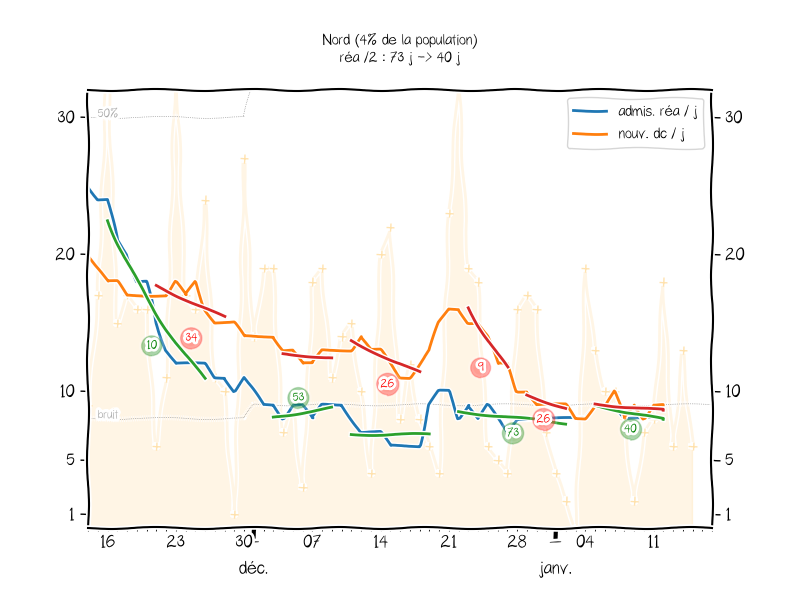 Nord (4% de la population)
réa /2 : 73 j -> 40 j
admis. réa / j
nouv. dc / j
50%
bruit
30
20
10
5
1
30
20
10
5
1
10
34
53
26
9
73
26
40
16 23 30 07 14 21 28 04 11
déc. janv.